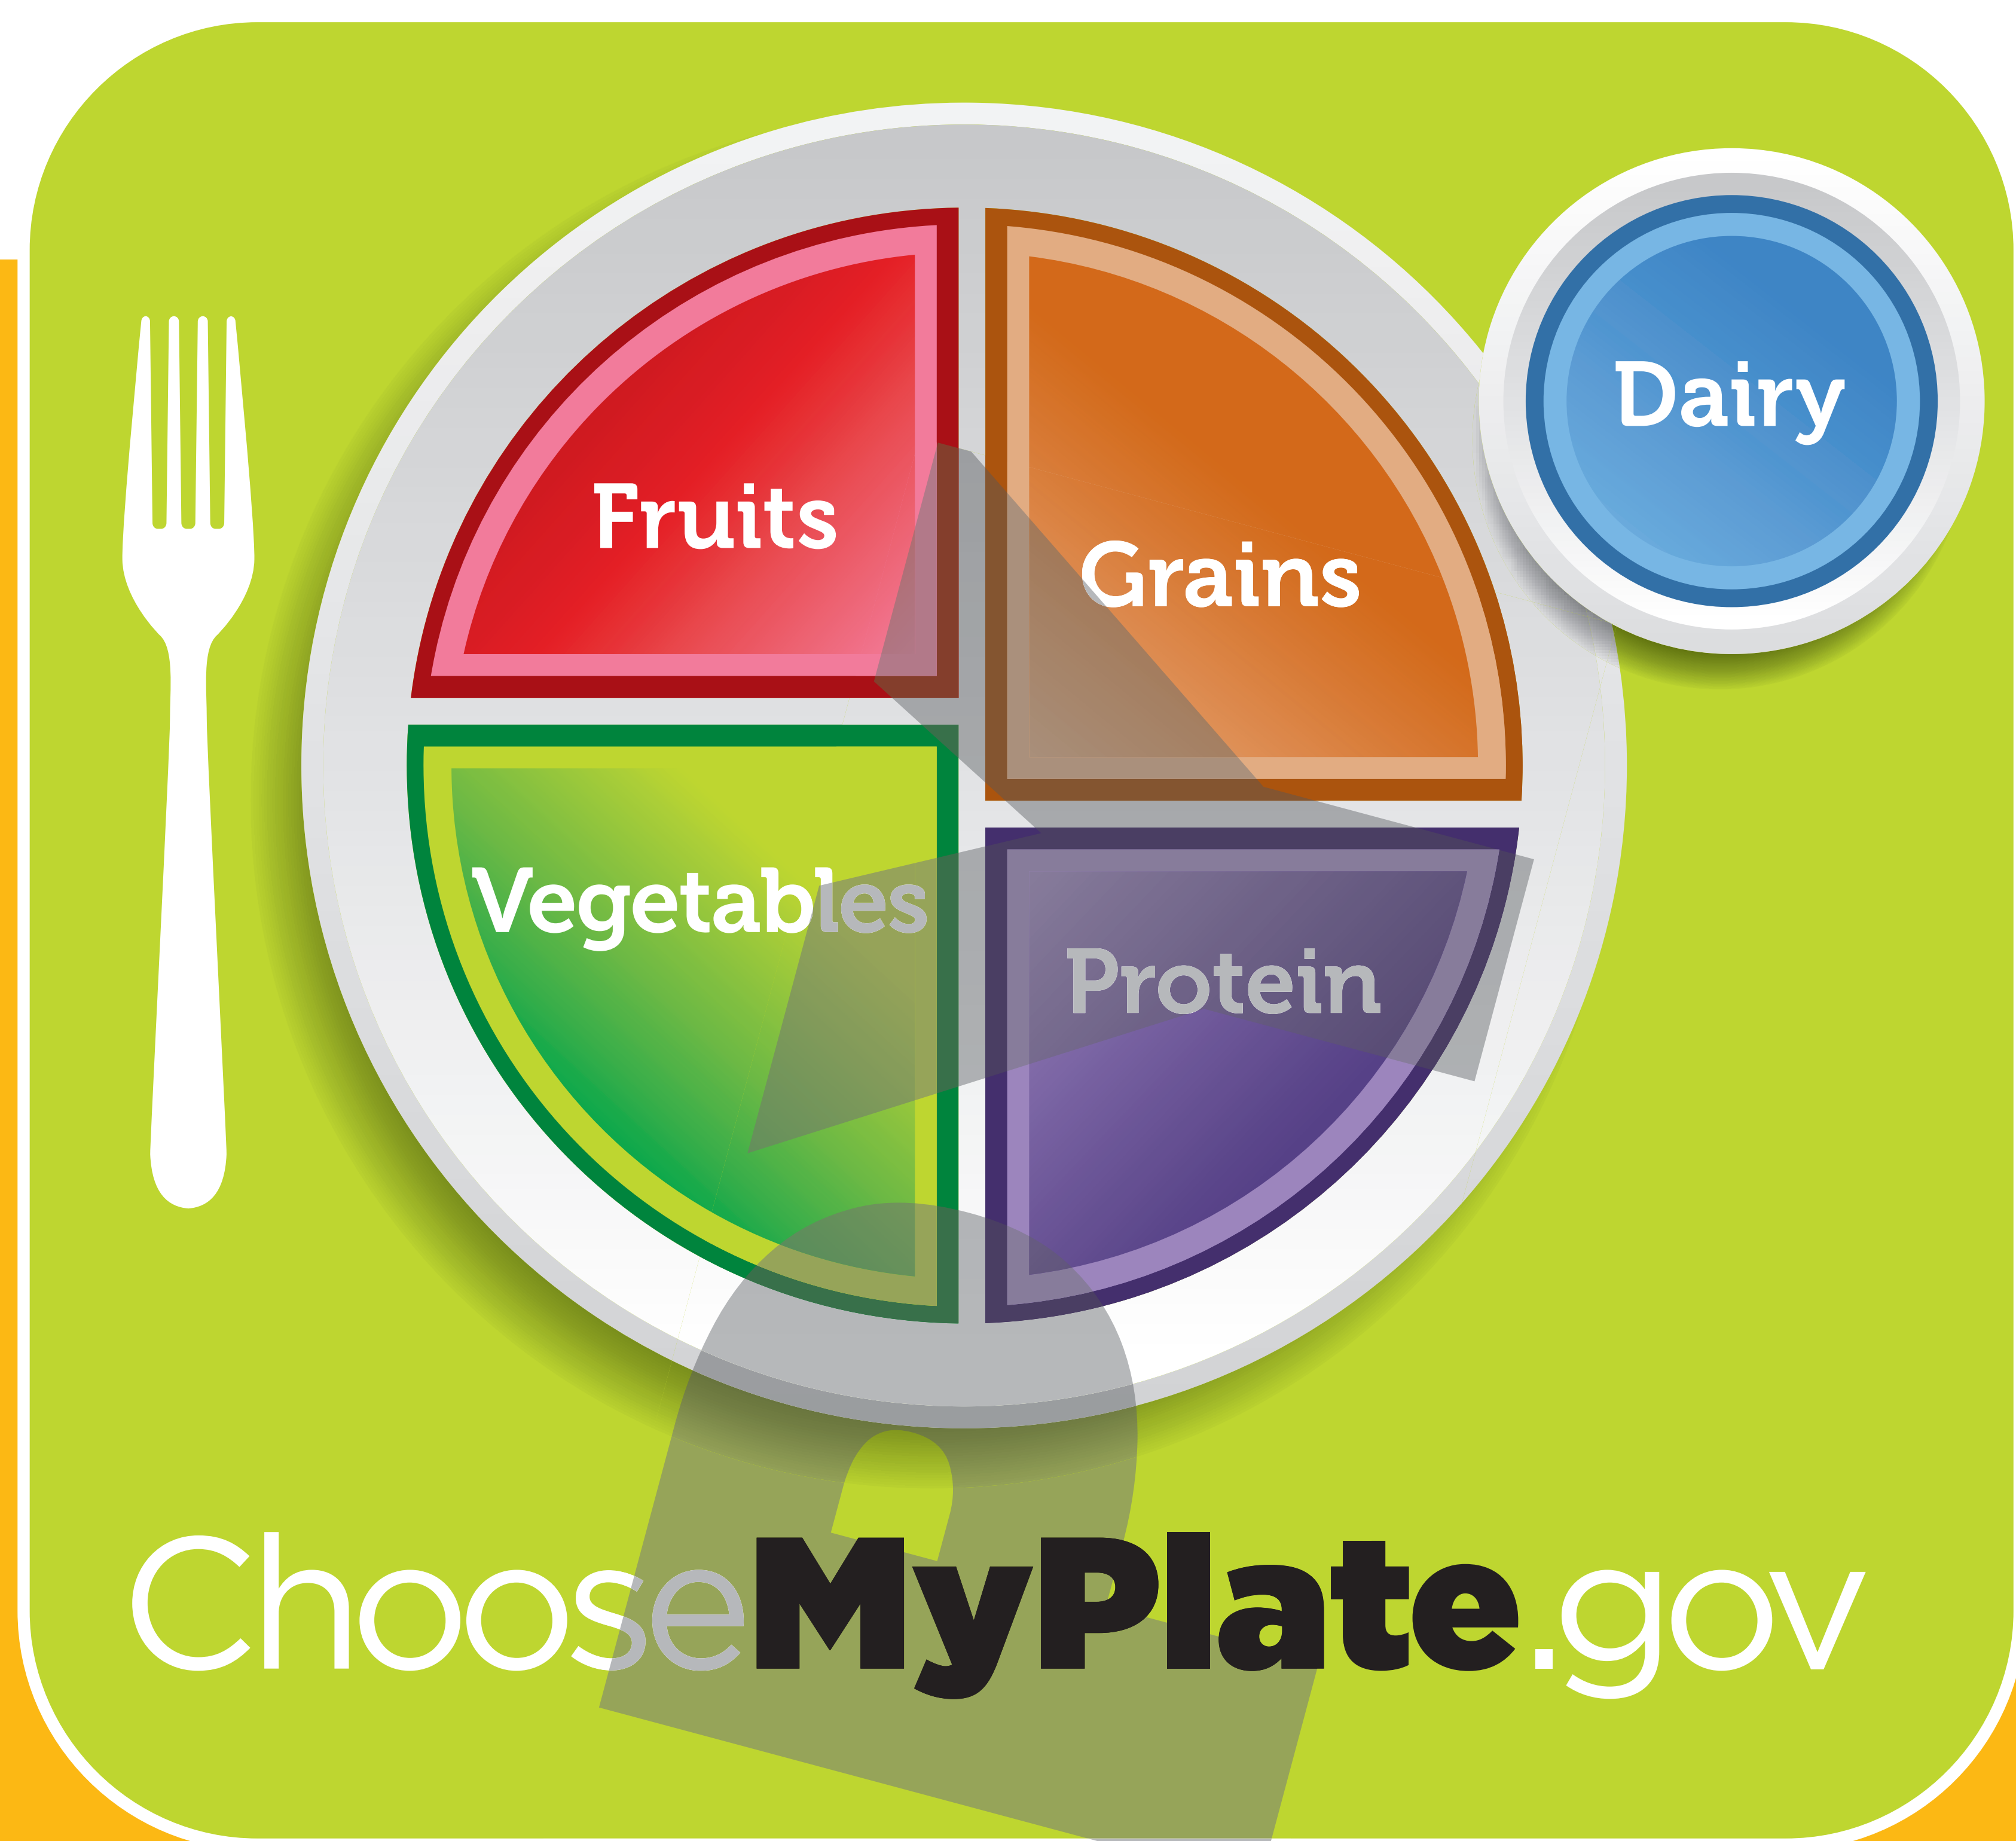 Fruits
Grains
Dairy
Vegetables
Protein
ChooseMyPlate.gov